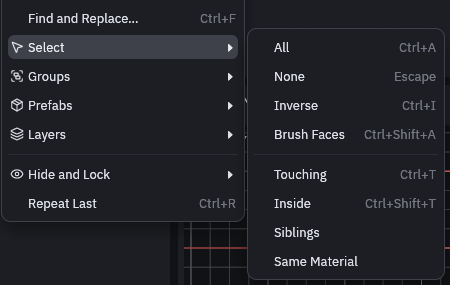 Find and Replace... Ctrl+F
Select
Groups
Prefabs
Layers
Hide and Lock
Repeat Last Ctrl+R
All Ctrl+A
None Escape
Inverse Ctrl+I
Brush Faces Ctrl+Shift+A
Touching Ctrl+T
Inside Ctrl+Shift+T
Siblings
Same Material